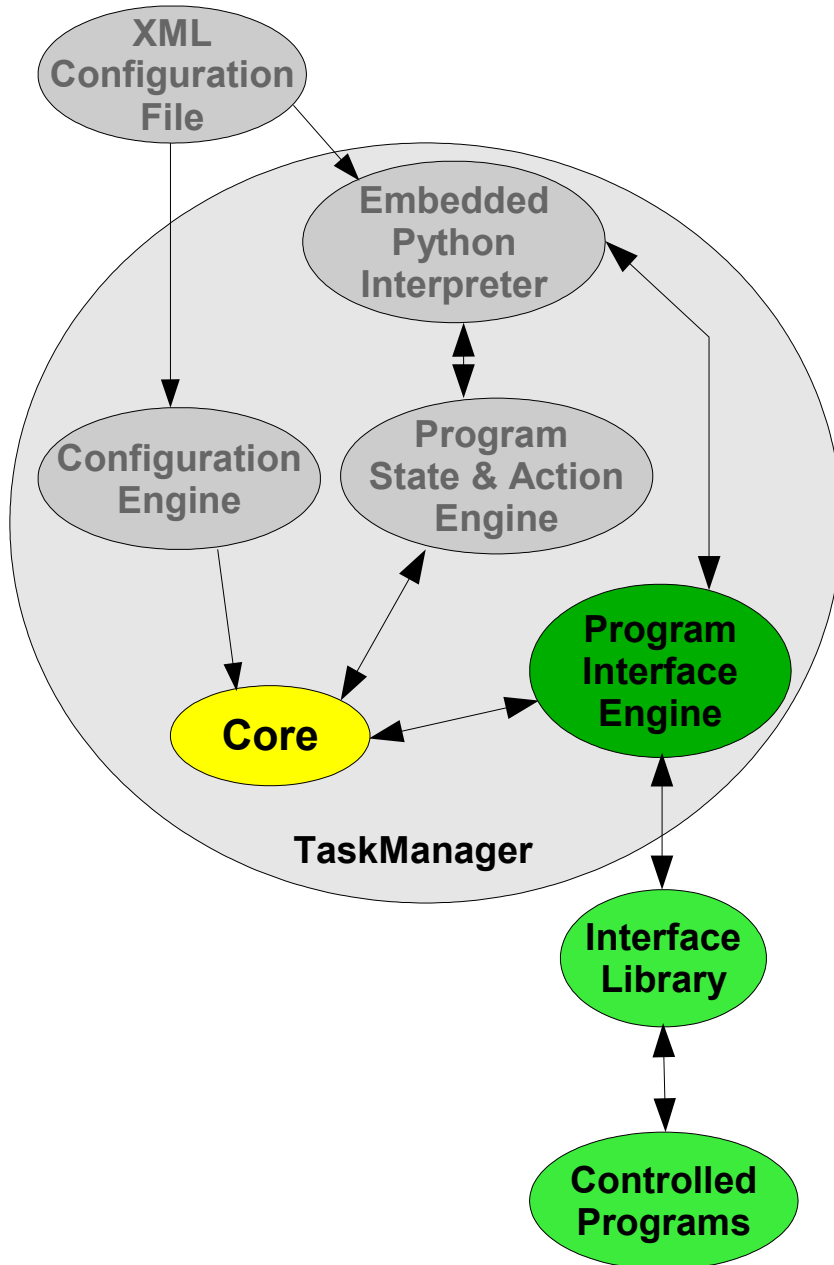 XML
Configuration
File
Embedded
Python
Interpreter
Configuration
Engine
Program
State & Action
Engine
Program
Interface
Engine
Core
TaskManager
Interface
Library
Controlled
Programs